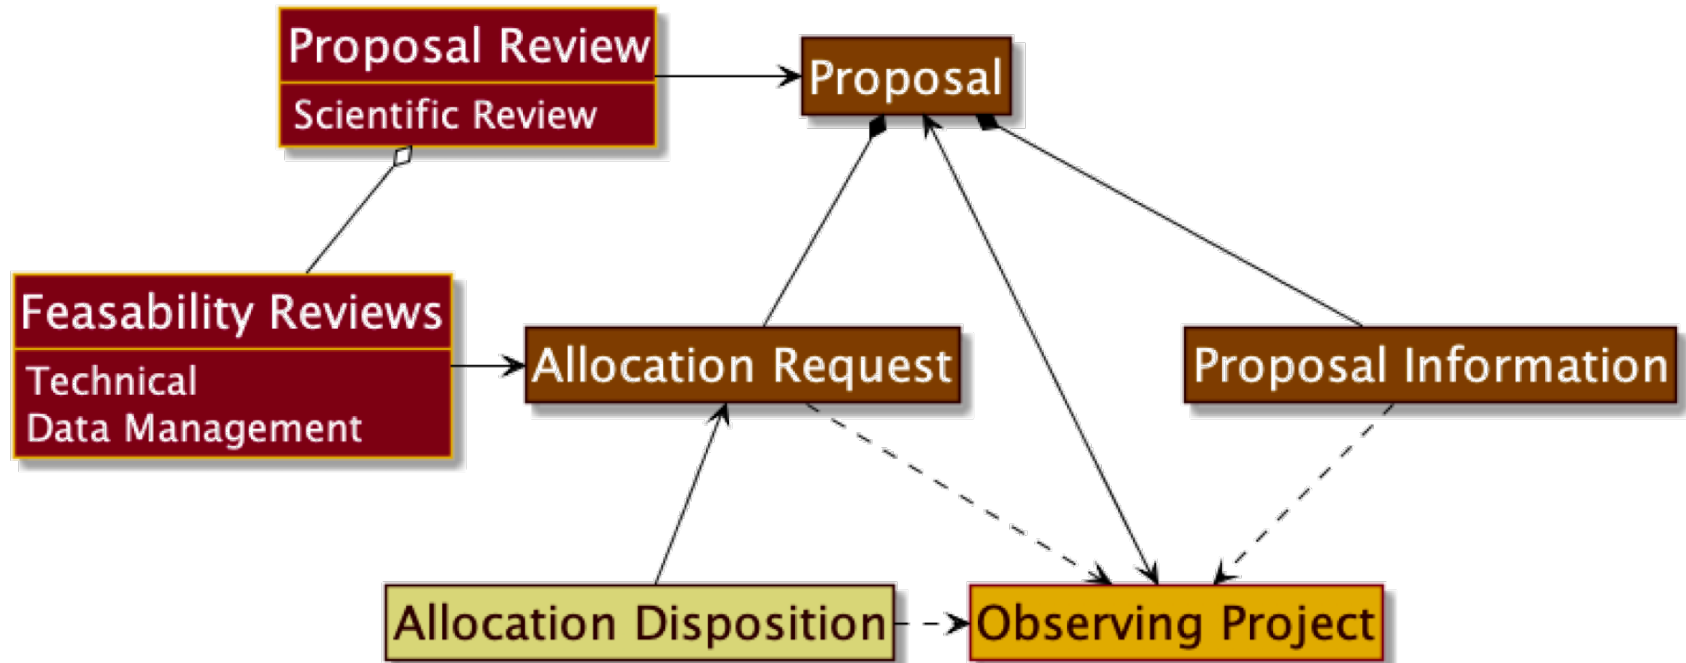 Proposal Review
Scientific Review
Proposal
Feasability Reviews
Technical
Data Management
Allocation Request
Proposal Information
Allocation Disposition
Observing Project